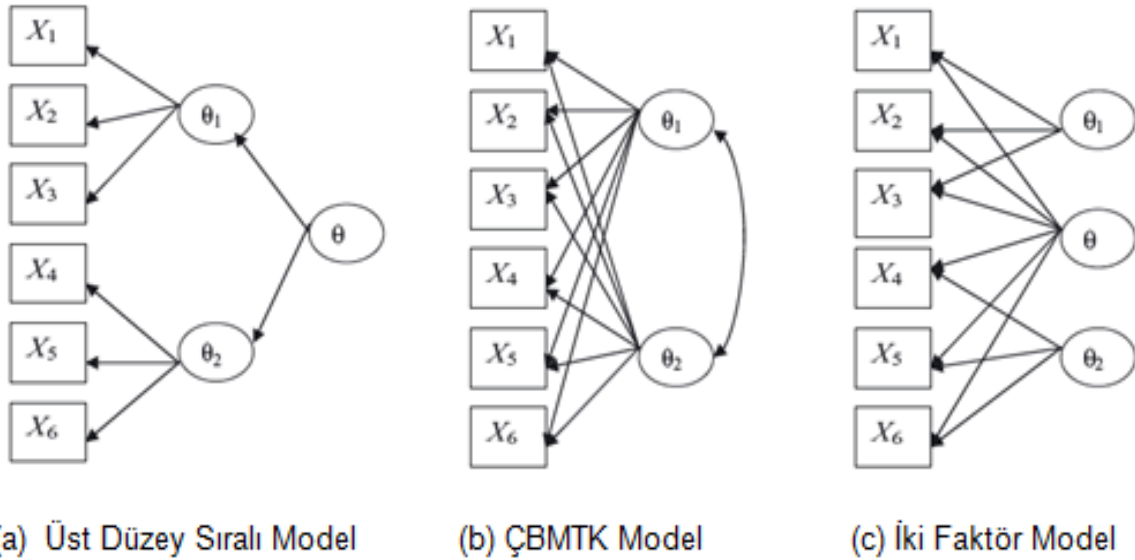 X1
X2
X3
X4
X5
X6
θ1
θ
θ2
(a) Üst Düzey Sıralı Model
X1
X2
X3
X4
X5
X6
θ1
θ2
(b) ÇBMTK Model
X1
X2
X3
X4
X5
X6
θ1
θ
θ2
(c) İki Faktör Model